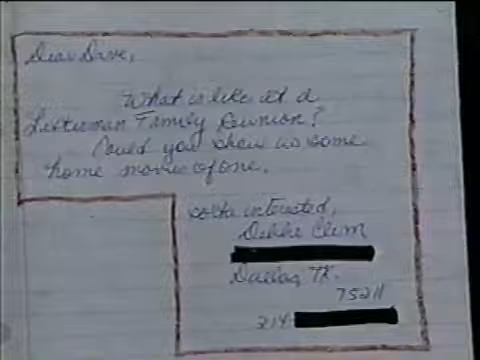 Dear Dave,
What is like at a
Letterman Family Reunion?
Could you show us some
home movie of one.
interested,
Debbie Clem
Dallas, TX.
75211
214-